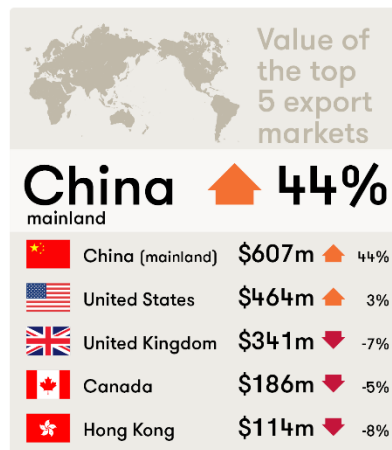 Value of
the top
5 export
markets
China 44%
mainland
China (mainland) $607m 44%
United States $464m 3%
United Kingdom $341m -7%
Canada $186m -5%
Hong Kong $114m -8%